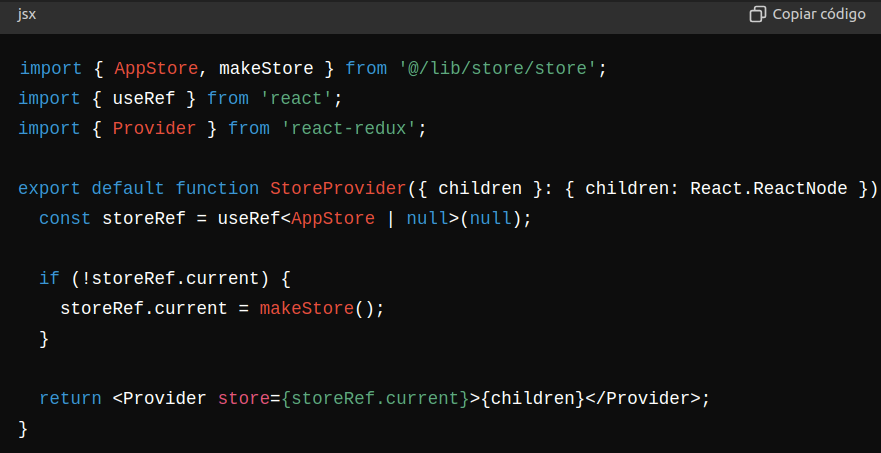 jsx
Copiar código
import { AppStore, makeStore } from '@/lib/store/store';
import { useRef } from 'react';
import { Provider } from 'react-redux';
export default function StoreProvider({ children }: { children: React.ReactNode })
const storeRef = useRef<AppStore | null>(null);
if (!storeRef.current) {
storeRef.current = makeStore();
}
return <Provider store={storeRef.current}>{children}</Provider>;
}